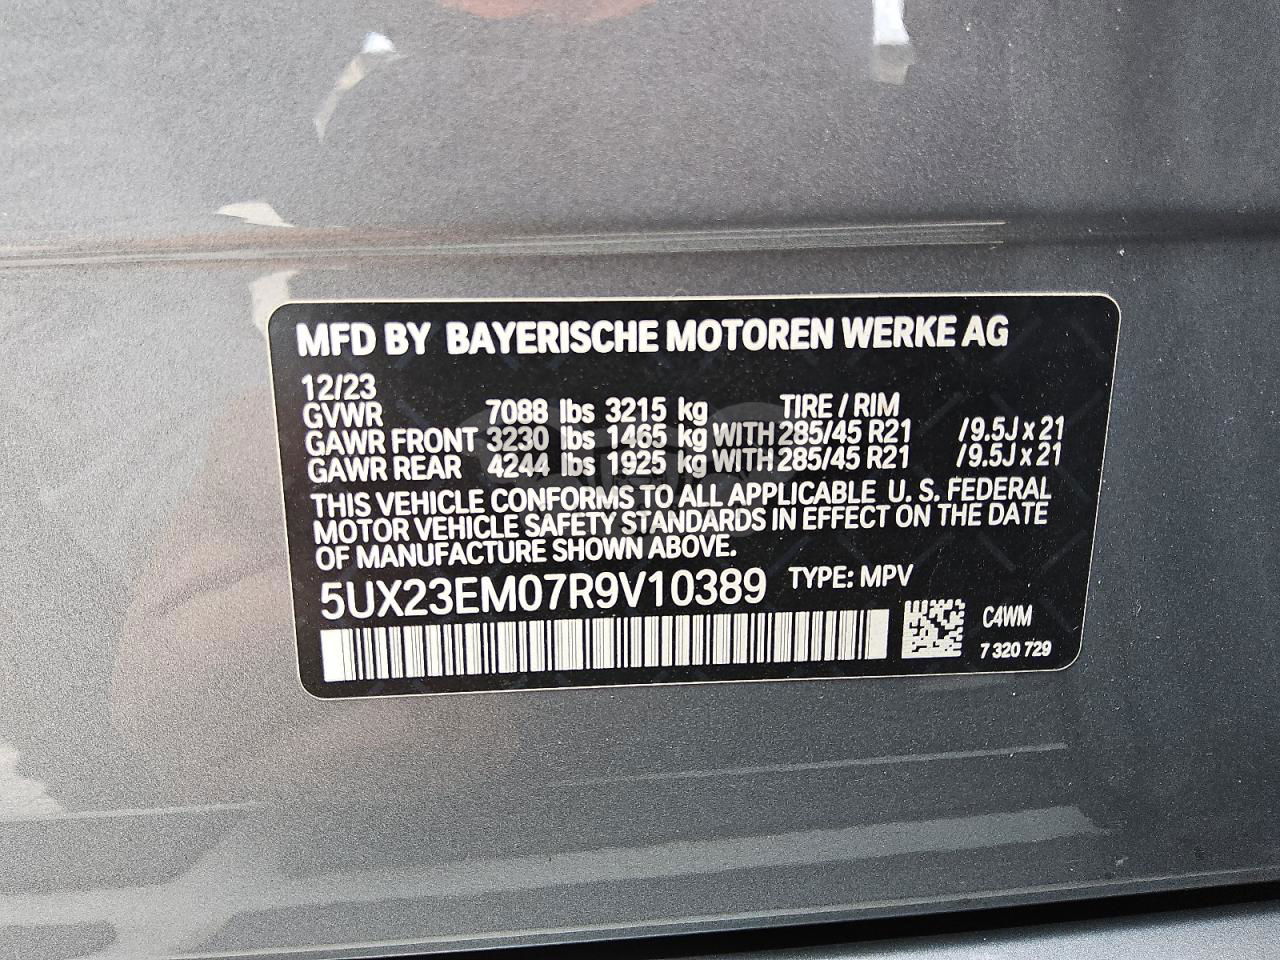 MFD BY BAYERISCHE MOTOREN WERKE AG
12/23
GVWR 7088 lbs 3215 kg TIRE / RIM
GAWR FRONT 3230 lbs 1465 kg WITH 285/45 R21 /9.5J x 21
GAWR REAR 4244 lbs 1925 kg WITH 285/45 R21 /9.5J x 21
THIS VEHICLE CONFORMS TO ALL APPLICABLE U. S. FEDERAL
MOTOR VEHICLE SAFETY STANDARDS IN EFFECT ON THE DATE
OF MANUFACTURE SHOWN ABOVE.
5UX23EM07R9V10389 TYPE: MPV
C4WM
7 320 729